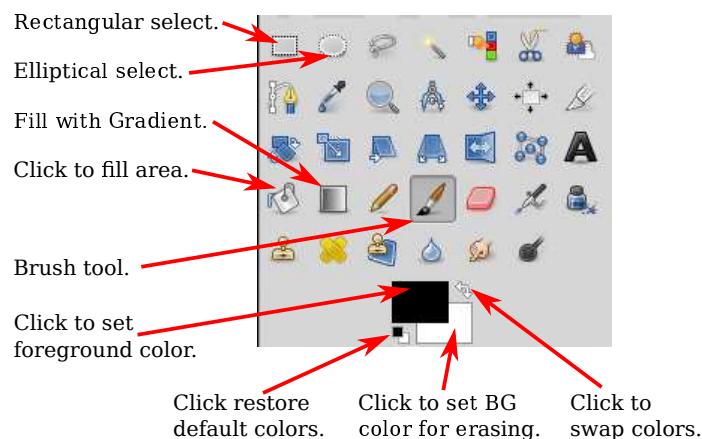 Rectangular select.
Elliptical select.
Fill with Gradient.
Click to fill area.
Brush tool.
Click to set
foreground color.
Click restore
default colors.
Click to set BG
color for erasing.
Click to
swap colors.